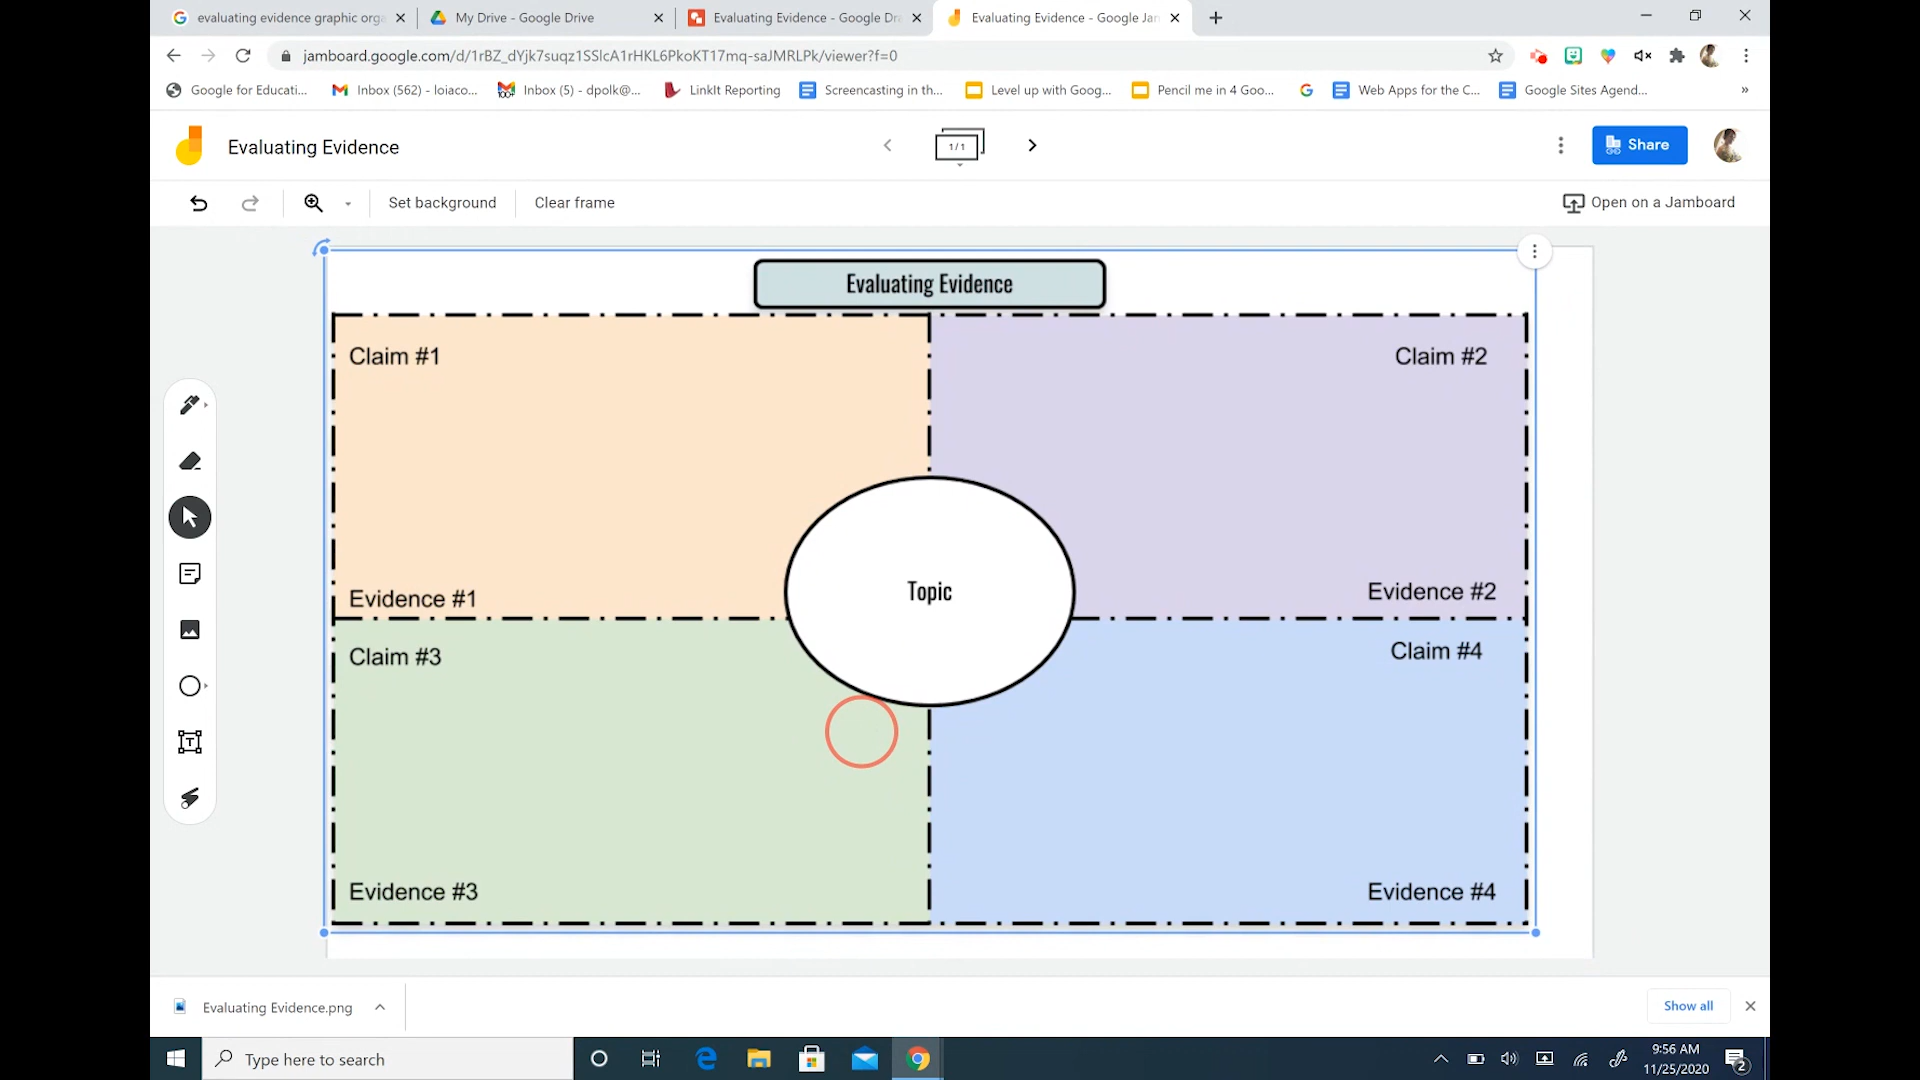 evaluating evidence graphic orga
My Drive - Google Drive
Evaluating Evidence - Google Dra
Evaluating Evidence - Google Jan
jamboard.google.com/d/1rBZ_dYjk7suqz1SSlcA1rHKL6PkoKT17mq-saJMRLPk/viewer?f=0
Google for Educati...
Inbox (562) - loiaco...
Inbox (5) - dpolk@...
LinkIt Reporting
Screencasting in th...
Level up with Goog...
Pencil me in 4 Goo...
Web Apps for the C...
Google Sites Agend...
Evaluating Evidence
1/1
Share
Set background
Clear frame
Open on a Jamboard
Evaluating Evidence
Claim #1
Claim #2
Topic
Evidence #1
Evidence #2
Claim #3
Claim #4
Evidence #3
Evidence #4
Evaluating Evidence.png
Show all
Type here to search
9:56 AM
11/25/2020
2